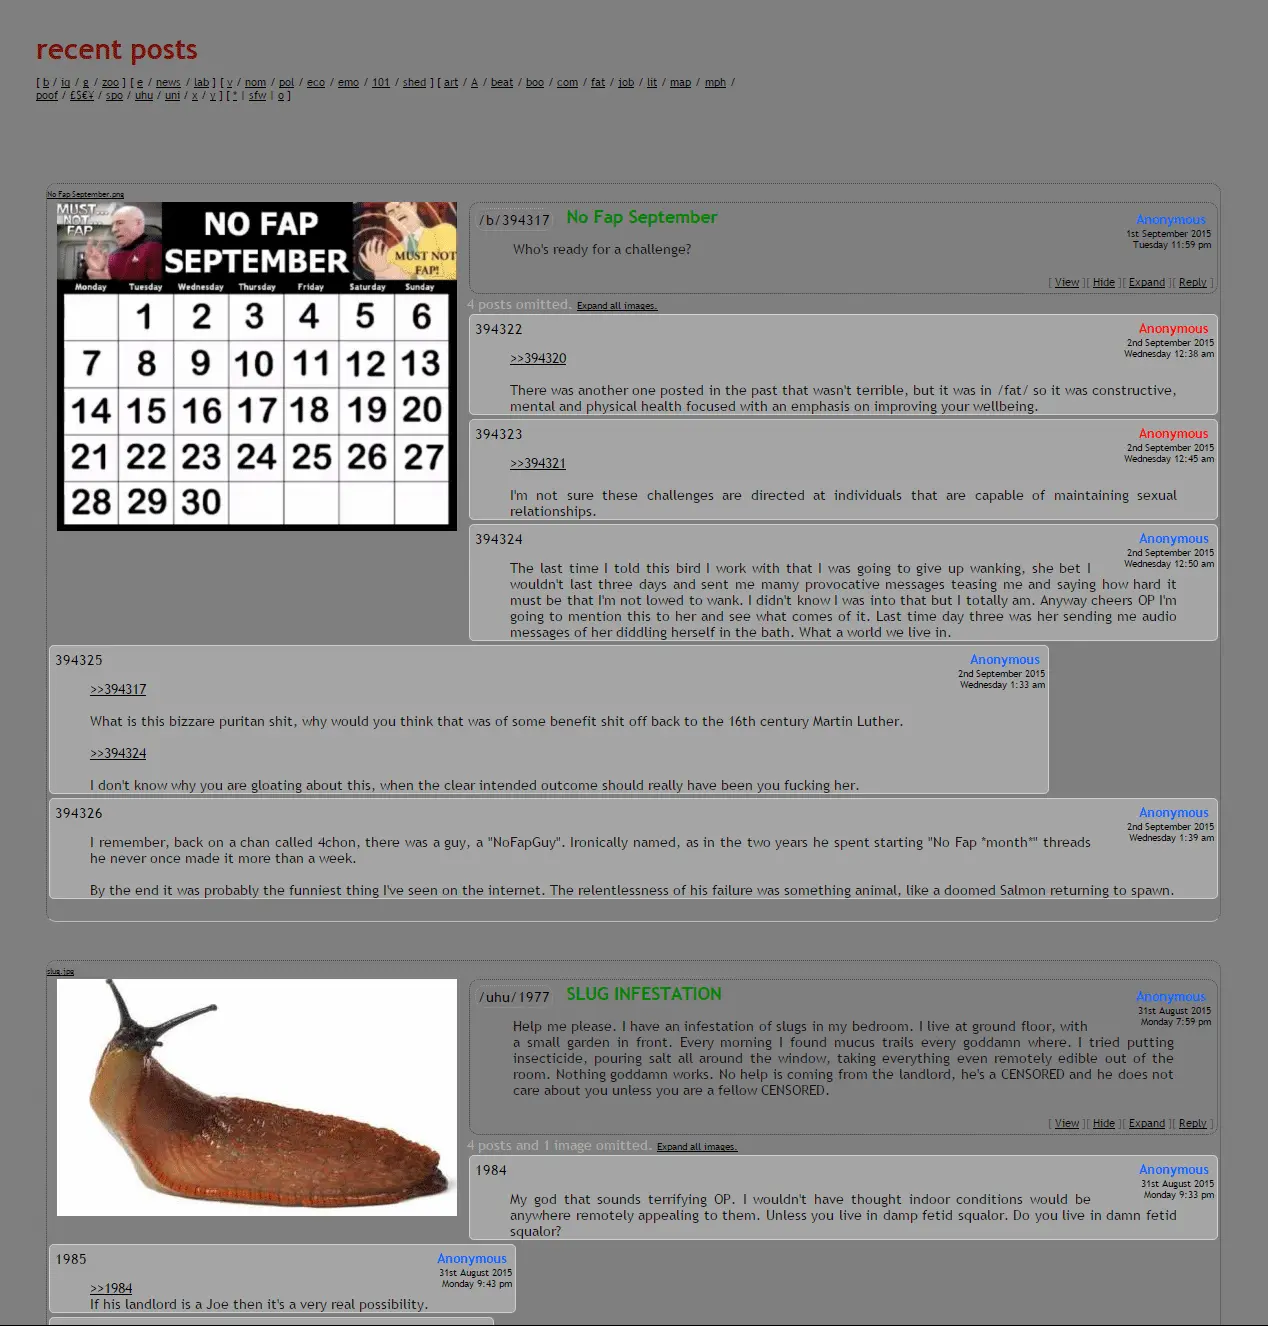 recent posts
[ b / iq / g / zoo ] [ e / news / lab ] [ v / nom / pol / eco / emo / 101 / shed ] [ art / A / beat / boo / com / fat / job / lit / map / mph /
poof / £$€¥ / spo / uhu / uni / x / y ] [ * | sfw | o ]
No Fap September.png
MUST...
NOT...
FAP
NO FAP
SEPTEMBER
MUST NOT
FAP!
Monday Tuesday Wednesday Thursday Friday Saturday Sunday
1 2 3 4 5 6
7 8 9 10 11 12 13
14 15 16 17 18 19 20
21 22 23 24 25 26 27
28 29 30
/b/394317 No Fap September
Anonymous
1st September 2015
Tuesday 11:59 pm
Who's ready for a challenge?
[ View ][ Hide ][ Expand ][ Reply ]
4 posts omitted. Expand all images.
394322
Anonymous
2nd September 2015
Wednesday 12:38 am
>>394320
There was another one posted in the past that wasn't terrible, but it was in /fat/ so it was constructive,
mental and physical health focused with an emphasis on improving your wellbeing.
394323
Anonymous
2nd September 2015
Wednesday 12:45 am
>>394321
I'm not sure these challenges are directed at individuals that are capable of maintaining sexual
relationships.
394324
Anonymous
2nd September 2015
Wednesday 12:50 am
The last time I told this bird I work with that I was going to give up wanking, she bet I
wouldn't last three days and sent me mamy provocative messages teasing me and saying how hard it
must be that I'm not lowed to wank. I didn't know I was into that but I totally am. Anyway cheers OP I'm
going to mention this to her and see what comes of it. Last time day three was her sending me audio
messages of her diddling herself in the bath. What a world we live in.
394325
Anonymous
2nd September 2015
Wednesday 1:33 am
>>394317
What is this bizzare puritan shit, why would you think that was of some benefit shit off back to the 16th century Martin Luther.
>>394324
I don't know why you are gloating about this, when the clear intended outcome should really have been you fucking her.
394326
Anonymous
2nd September 2015
Wednesday 1:39 am
I remember, back on a chan called 4chon, there was a guy, a "NoFapGuy". Ironically named, as in the two years he spent starting "No Fap *month*" threads
he never once made it more than a week.
By the end it was probably the funniest thing I've seen on the internet. The relentlessness of his failure was something animal, like a doomed Salmon returning to spawn.
slug.jpg
/uhu/1977 SLUG INFESTATION
Anonymous
31st August 2015
Monday 7:59 pm
Help me please. I have an infestation of slugs in my bedroom. I live at ground floor, with
a small garden in front. Every morning I found mucus trails every goddamn where. I tried putting
insecticide, pouring salt all around the window, taking everything even remotely edible out of the
room. Nothing goddamn works. No help is coming from the landlord, he's a CENSORED and he does not
care about you unless you are a fellow CENSORED.
[ View ][ Hide ][ Expand ][ Reply ]
4 posts and 1 image omitted. Expand all images.
1984
Anonymous
31st August 2015
Monday 9:33 pm
My god that sounds terrifying OP. I wouldn't have thought indoor conditions would be
anywhere remotely appealing to them. Unless you live in damp fetid squalor. Do you live in damn fetid
squalor?
1985
Anonymous
31st August 2015
Monday 9:43 pm
>>1984
If his landlord is a Joe then it's a very real possibility.